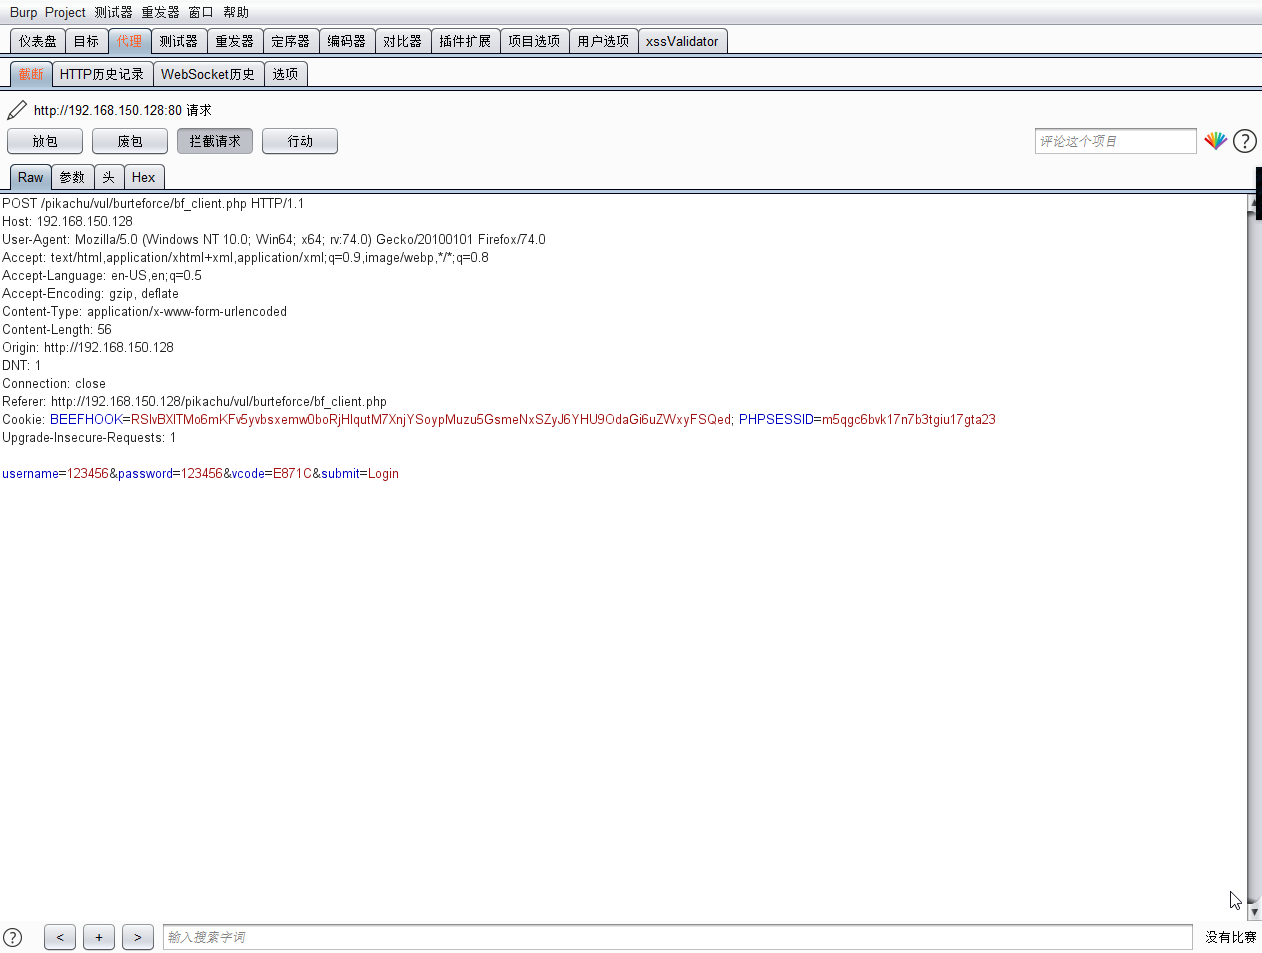 Burp Project 测试器 重发器 窗口 帮助
仪表盘 目标 代理 测试器 重发器 定序器 编码器 对比器 插件扩展 项目选项 用户选项 xssValidator
截断 HTTP历史记录 WebSocket历史 选项
http://192.168.150.128:80 请求
放包 废包 拦截请求 行动 评论这个项目 ?
Raw 参数 头 Hex
POST /pikachu/vul/burteforce/bf_client.php HTTP/1.1
Host: 192.168.150.128
User-Agent: Mozilla/5.0 (Windows NT 10.0; Win64; x64; rv:74.0) Gecko/20100101 Firefox/74.0
Accept: text/html,application/xhtml+xml,application/xml;q=0.9,image/webp,*/*;q=0.8
Accept-Language: en-US,en;q=0.5
Accept-Encoding: gzip, deflate
Content-Type: application/x-www-form-urlencoded
Content-Length: 56
Origin: http://192.168.150.128
DNT: 1
Connection: close
Referer: http://192.168.150.128/pikachu/vul/burteforce/bf_client.php
Cookie: BEEFHOOK=RSlvBXlTMo6mKFv5yvbsxemw0boRjHlqutM7XnjYSoypMuzu5GsmeNxSZyJ6YHU9OdaGi6uZWxyFSQed; PHPSESSID=m5qgc6bvk17n7b3tgiu17gta23
Upgrade-Insecure-Requests: 1
username=123456&password=123456&vcode=E871C&submit=Login
? < + > 输入搜索字词 没有比赛